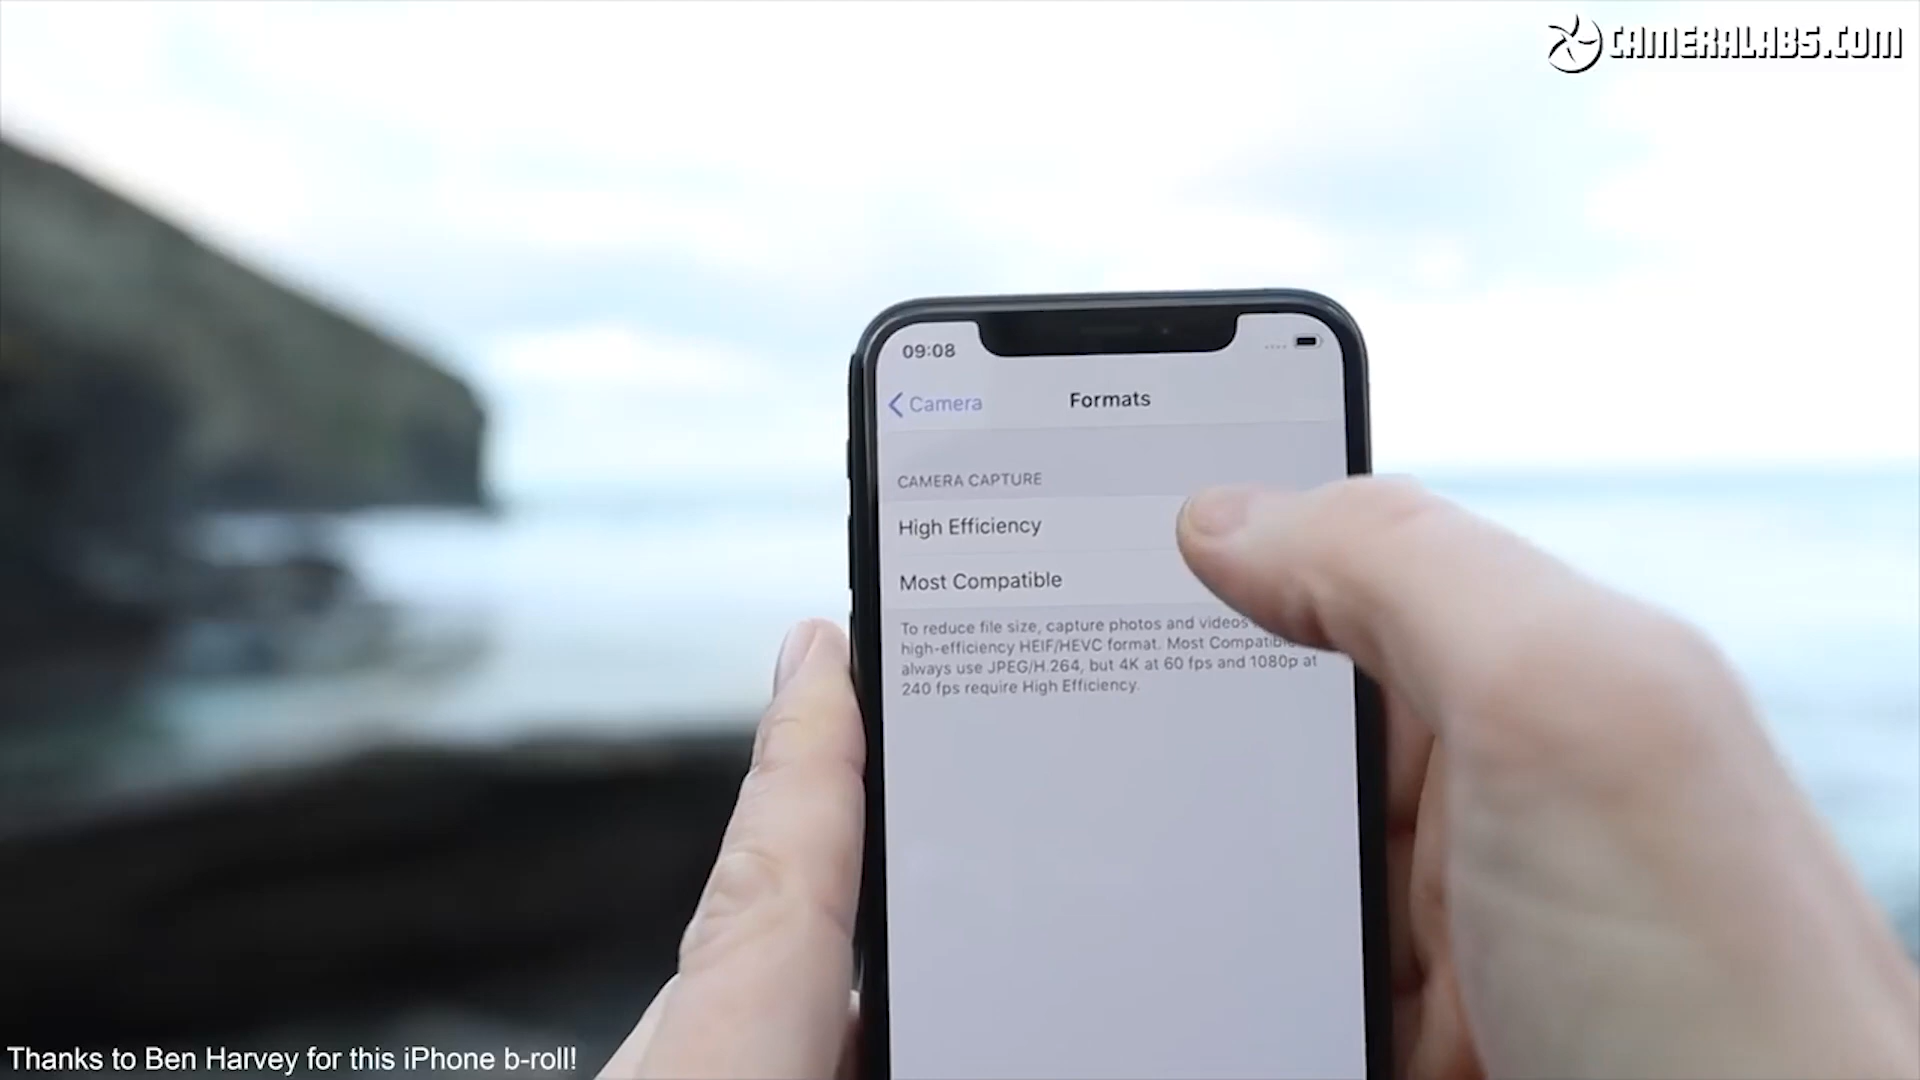 CAMERALABS.COM
09:08
Camera
Formats
CAMERA CAPTURE
High Efficiency
Most Compatible
To reduce file size, capture photos and videos
high-efficiency HEIF/HEVC format. Most
always use JPEG/H.264, but 4K at 60 fps and 1080p at
240 fps require High Efficiency.
Thanks to Ben Harvey for this iPhone b-roll!